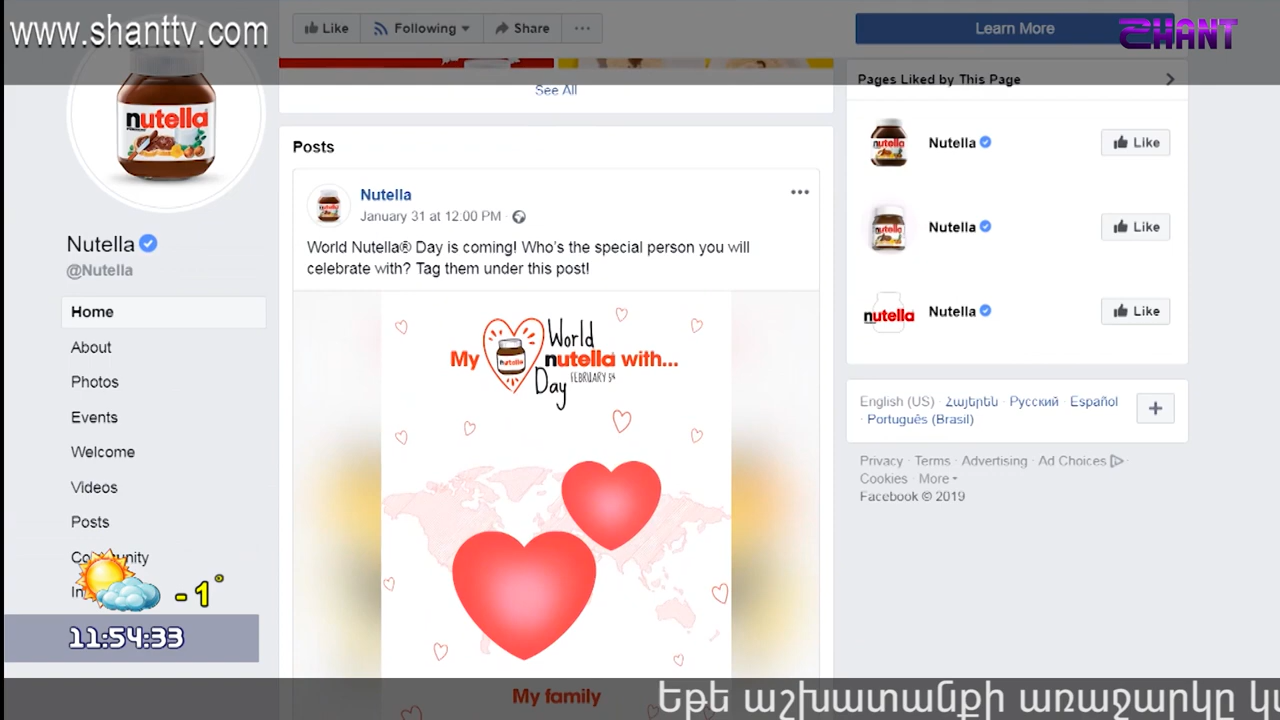 www.shanttv.com
Like
Following
Share
Learn More
SHANT
See All
Pages Liked by This Page
nutella
Nutella
@Nutella
Home
About
Photos
Events
Welcome
Videos
Posts
- 1°
11:54:33
Posts
Nutella
January 31 at 12:00 PM ·
World Nutella® Day is coming! Who's the special person you will
celebrate with? Tag them under this post!
My World nutella with...
Day FEBRUARY 5th
My family
nutella
Nutella
Like
nutella
Nutella
Like
nutella
Nutella
Like
English (US) · Հայերեն · Русский · Español
· Português (Brasil)
Privacy · Terms · Advertising · Ad Choices ·
Cookies · More
Facebook © 2019
Եթե աշխատանքի առաջարկը